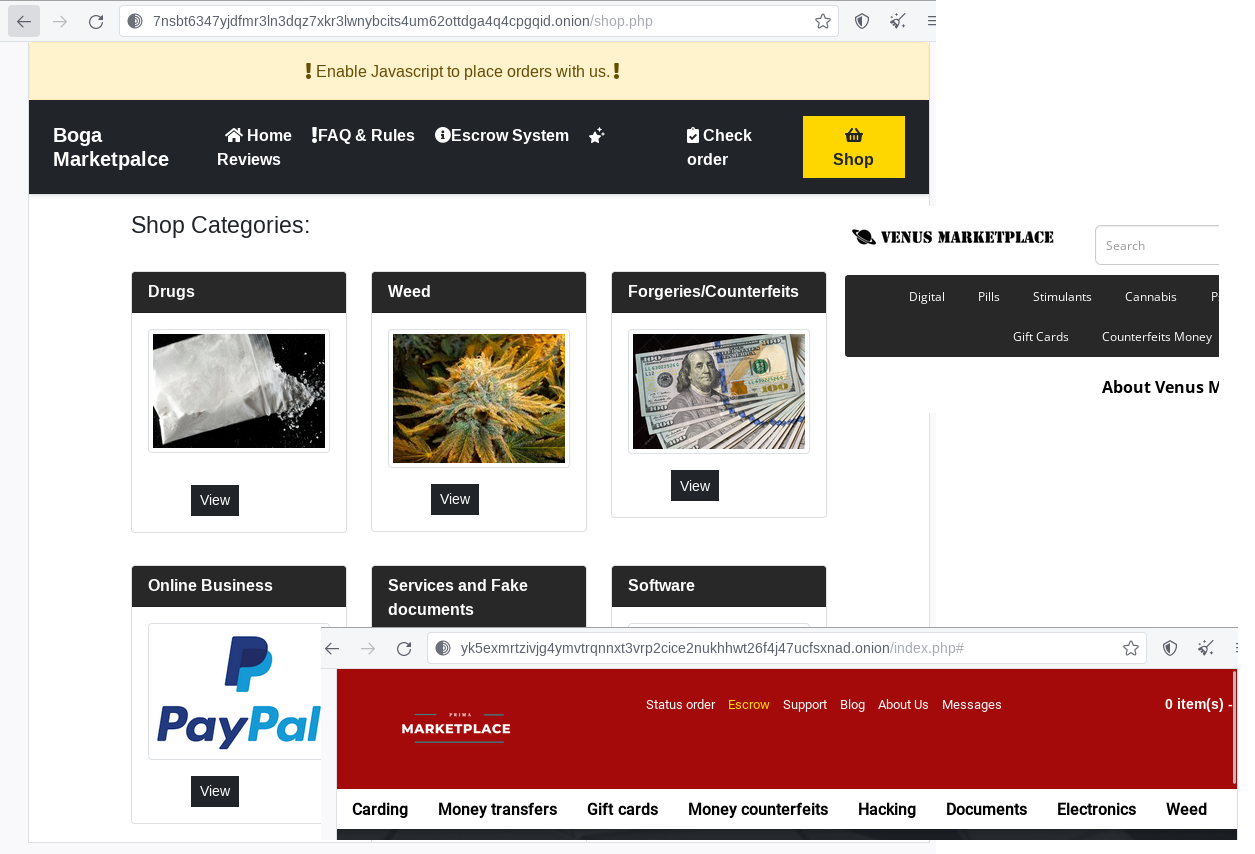 7nsbt6347yjdfmr3ln3dqz7xkr3lwnybcits4um62ottdga4q4cpgqid.onion/shop.php
Enable Javascript to place orders with us.
Boga Marketpalce
Home
FAQ & Rules
Escrow System
Reviews
Check order
Shop
Shop Categories:
Drugs
Weed
Forgeries/Counterfeits
View
View
View
VENUS MARKETPLACE
Search
Digital
Pills
Stimulants
Cannabis
Gift Cards
Counterfeits Money
About Venus M
Online Business
Services and Fake documents
Software
PayPal
View
yk5exmrtzivjg4ymvtrqnnxt3vrp2cice2nukhhwt26f4j47ucfsxnad.onion/index.php#
PRIMA
MARKETPLACE
Status order
Escrow
Support
Blog
About Us
Messages
0 item(s) -
Carding
Money transfers
Gift cards
Money counterfeits
Hacking
Documents
Electronics
Weed